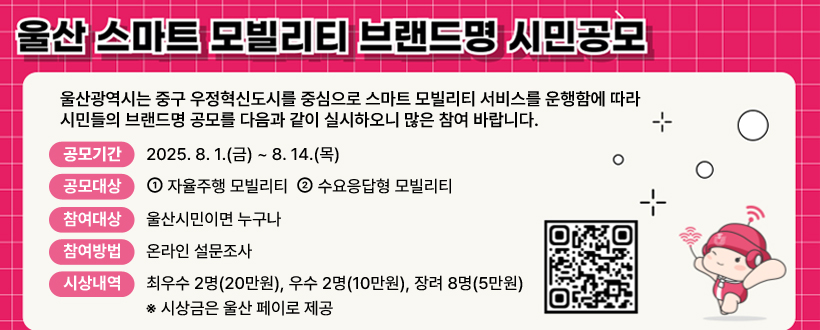 울산 스마트 모빌리티 브랜드명 시민공모
울산광역시는 중구 우정혁신도시를 중심으로 스마트 모빌리티 서비스를 운행함에 따라
시민들의 브랜드명 공모를 다음과 같이 실시하오니 많은 참여 바랍니다.
공모기간 2025. 8. 1.(금) ~ 8. 14.(목)
공모대상 ① 자율주행 모빌리티 ② 수요응답형 모빌리티
참여대상 울산시민이면 누구나
참여방법 온라인 설문조사
시상내역 최우수 2명(20만원), 우수 2명(10만원), 장려 8명(5만원)
※ 시상금은 울산 페이로 제공